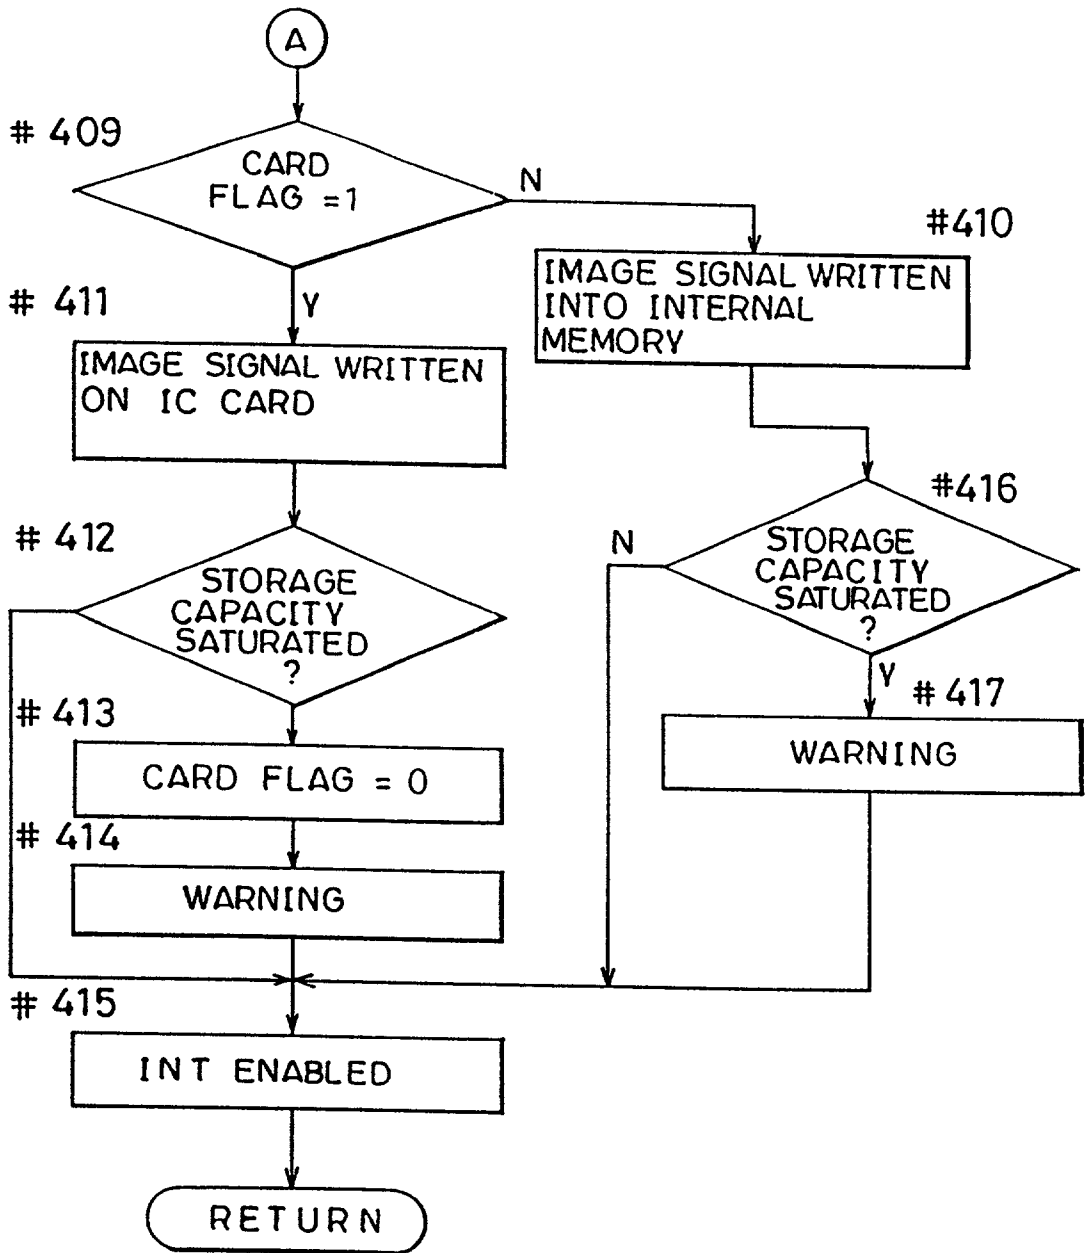 A
# 409
CARD
FLAG = 1
N
#410
IMAGE SIGNAL WRITTEN
INTO INTERNAL
MEMORY
# 411
Y
IMAGE SIGNAL WRITTEN
ON IC CARD
#416
STORAGE
CAPACITY
SATURATED
?
N
Y
# 412
STORAGE
CAPACITY
SATURATED
?
# 417
WARNING
# 413
CARD FLAG = 0
# 414
WARNING
# 415
INT ENABLED
RETURN